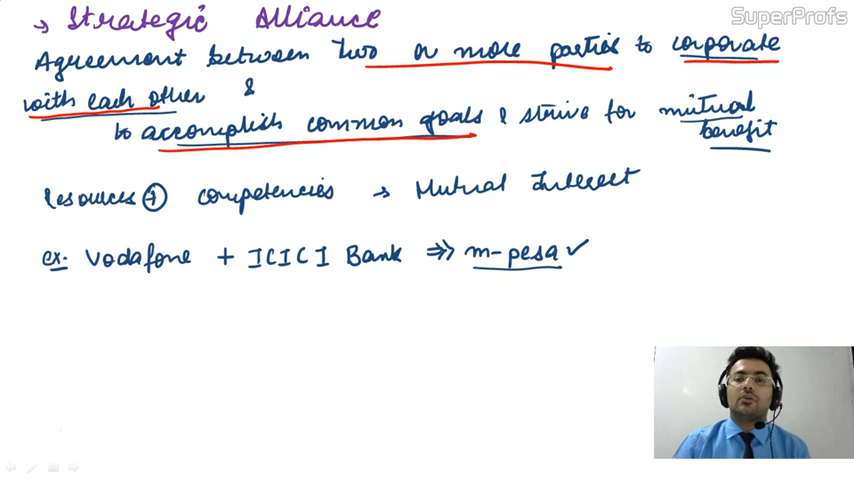 SuperProfs
→ Strategic Alliance
Agreement between two or more parties to corporate
with each other &
to accomplish common goals & strive for mutual
benefit
Resources + competencies → Mutual Interest
ex. Vodafone + ICICI Bank ⇒ m-pesa ✓